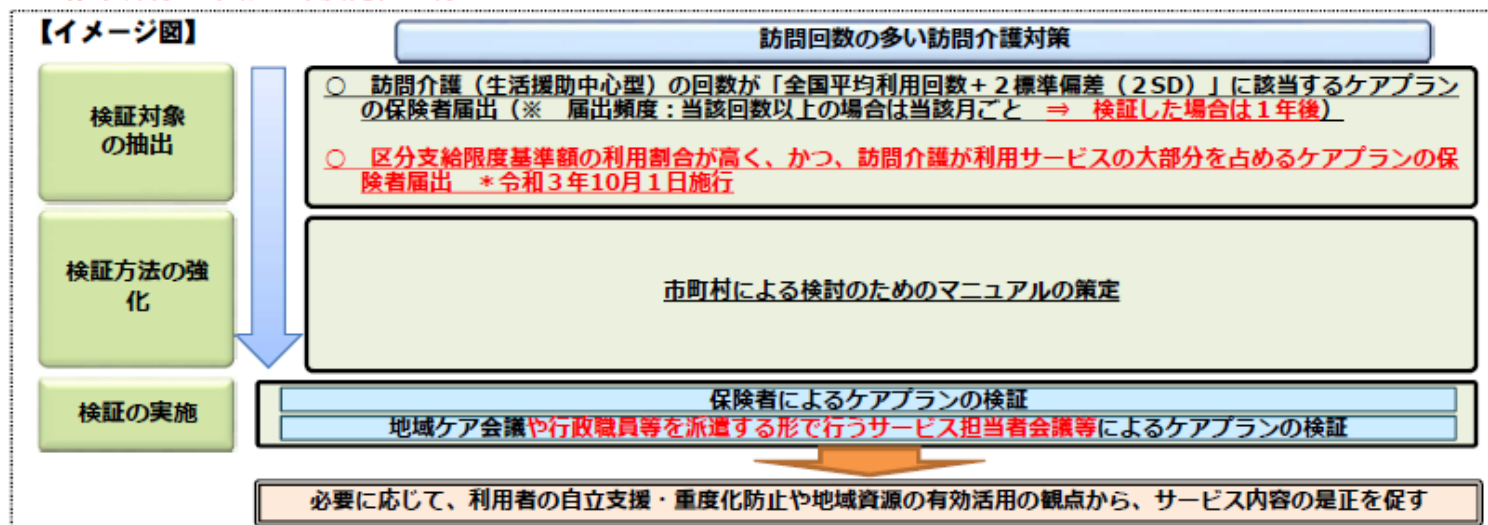 【イメージ図】
訪問回数の多い訪問介護対策
検証対象
の抽出
○ 訪問介護（生活援助中心型）の回数が「全国平均利用回数＋２標準偏差（２SD）」に該当するケアプラン
の保険者届出（※ 届出頻度：当該回数以上の場合は当該月ごと ⇒ 検証した場合は１年後）
○ 区分支給限度基準額の利用割合が高く、かつ、訪問介護が利用サービスの大部分を占めるケアプランの保
険者届出 ＊令和３年10月１日施行
検証方法の強
化
市町村による検討のためのマニュアルの策定
検証の実施
保険者によるケアプランの検証
地域ケア会議や行政職員等を派遣する形で行うサービス担当者会議等によるケアプランの検証
必要に応じて、利用者の自立支援・重度化防止や地域資源の有効活用の観点から、サービス内容の是正を促す